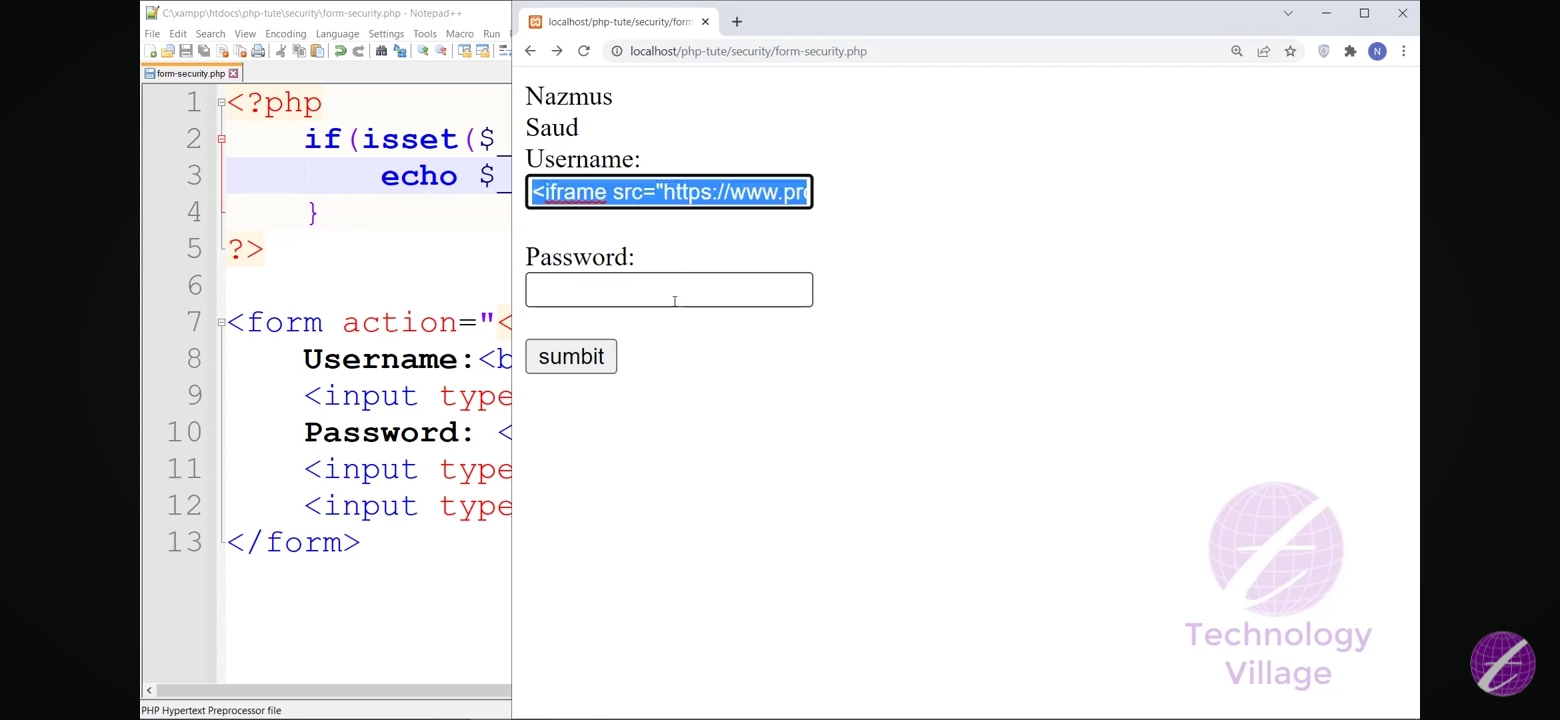 C:\xampp\htdocs\php-tute\security\form-security.php - Notepad++
File Edit Search View Encoding Language Settings Tools Macro Run
form-security.php
1 <?php
2 if(isset($_
3 echo $_
4 }
5 ?>
6
7 <form action="<
8 Username:<b
9 <input type
10 Password: <
11 <input type
12 <input type
13 </form>
PHP Hypertext Preprocessor file
localhost/php-tute/security/form
localhost/php-tute/security/form-security.php
N
Nazmus
Saud
Username:
<iframe src="https://www.pro
Password:
sumbit
Technology
Village